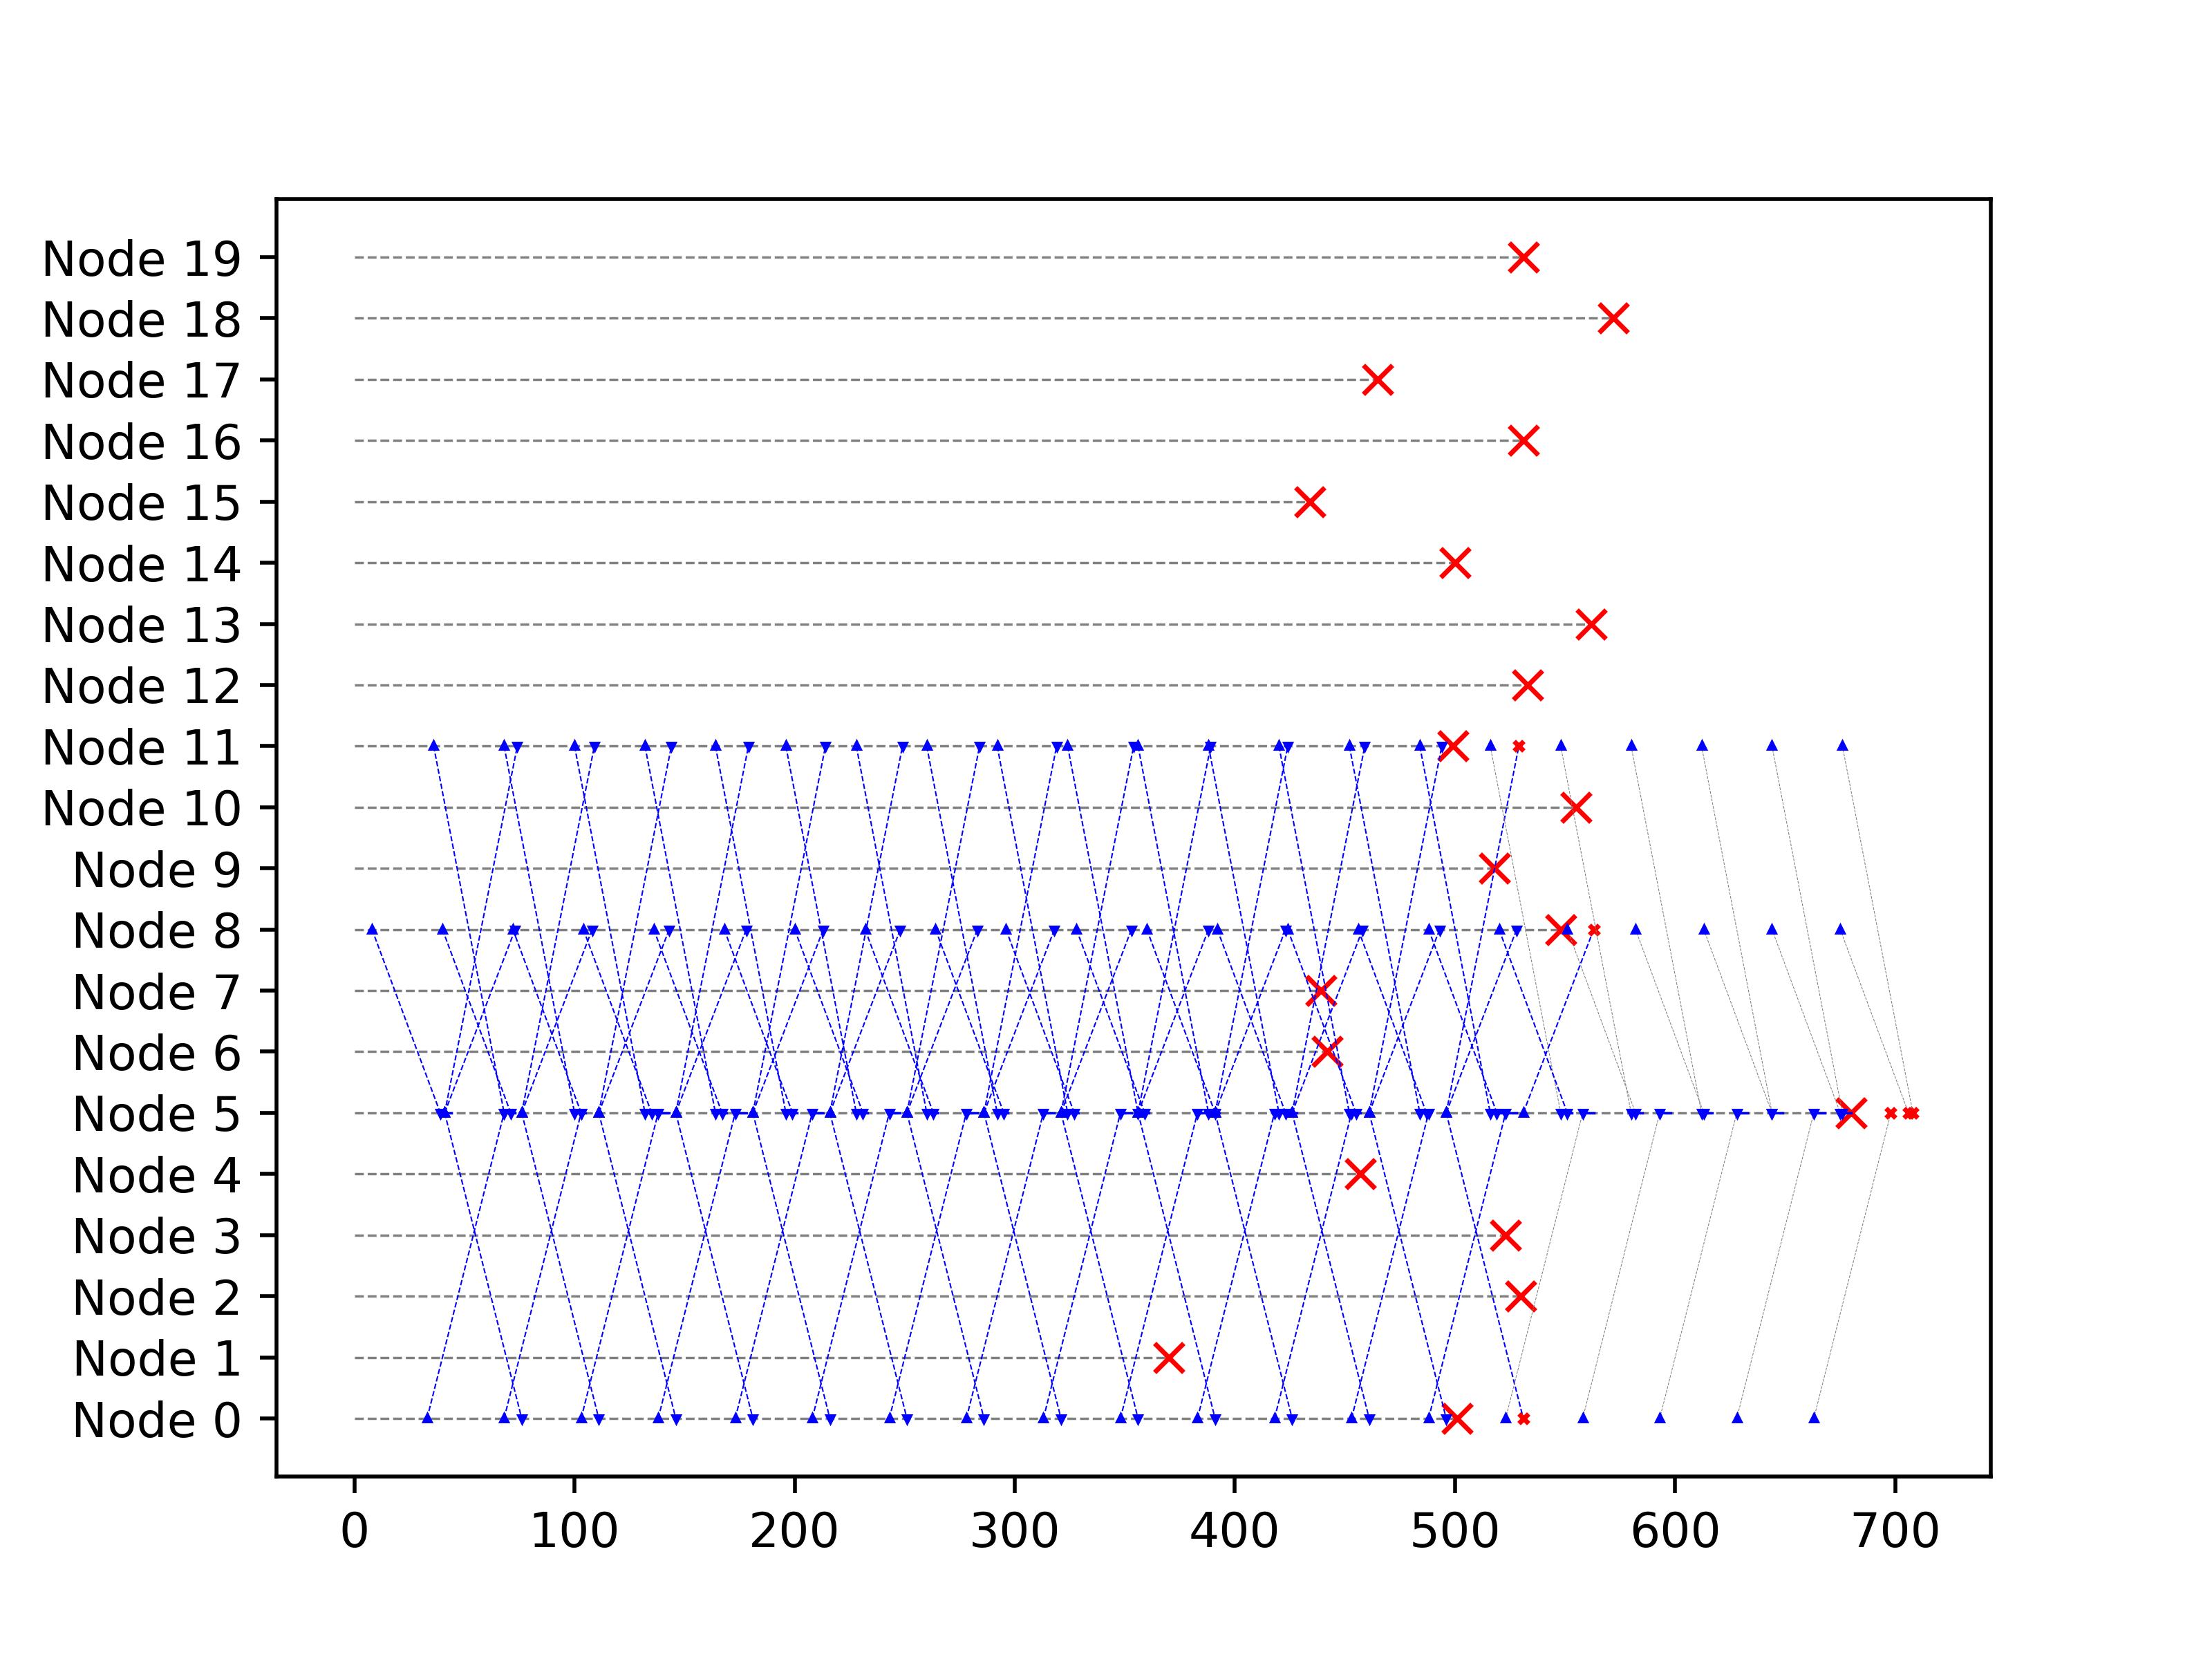 Node 19
Node 18
Node 17
Node 16
Node 15
Node 14
Node 13
Node 12
Node 11
Node 10
Node 9
Node 8
Node 7
Node 6
Node 5
Node 4
Node 3
Node 2
Node 1
Node 0
0 100 200 300 400 500 600 700